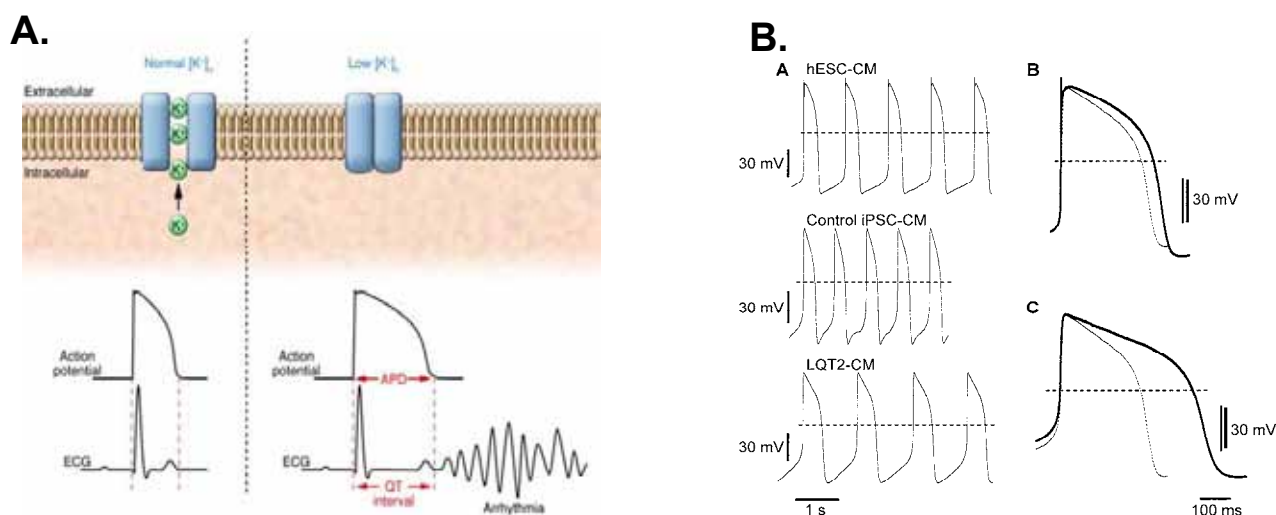 A.
Normal [K⁺]ₒ
Low [K⁺]ₒ
Extracellular
K⁺
K⁺
K⁺
Intracellular
K⁺
Action
potential
APD
ECG
ECG
Action
potential
QT
interval
Arrhythmia
B.
A
hESC-CM
30 mV
Control iPSC-CM
30 mV
LQT2-CM
30 mV
1 s
B
30 mV
C
30 mV
100 ms